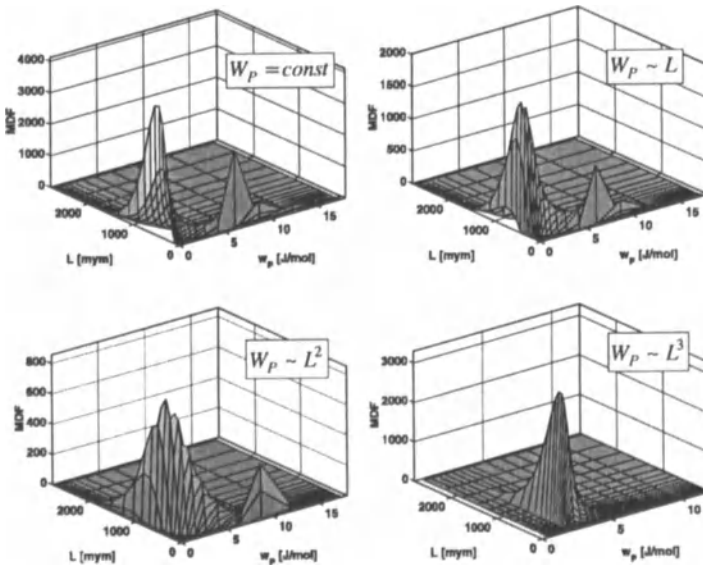 W_P = const
MDF
4000
3000
2000
1000
0
2000
1000
0
L [mym]
0
5
10
15
w_p [J/mol]
W_P ~ L
MDF
2000
1500
1000
500
0
2000
1000
0
L [mym]
0
5
10
15
w_p [J/mol]
W_P ~ L²
MDF
800
600
400
200
0
2000
1000
0
L [mym]
0
5
10
15
w_p [J/mol]
W_P ~ L³
MDF
3000
2000
1000
0
2000
1000
0
L [mym]
0
5
10
w_p [J/mol]